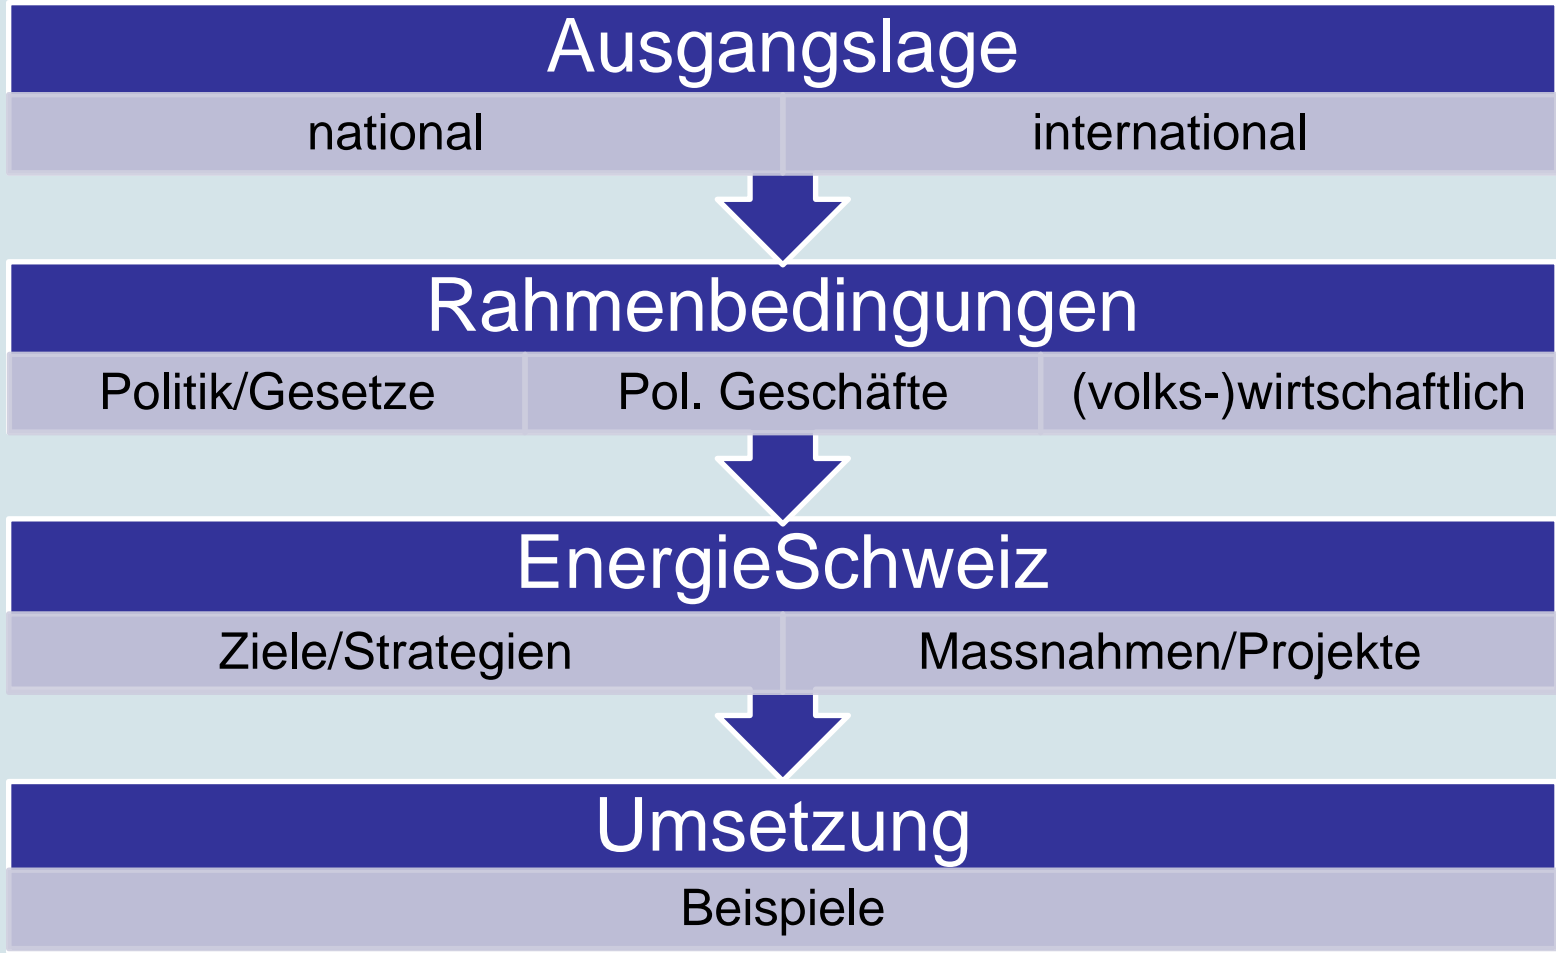 Ausgangslage
national international
Rahmenbedingungen
Politik/Gesetze Pol. Geschäfte (volks-)wirtschaftlich
EnergieSchweiz
Ziele/Strategien Massnahmen/Projekte
Umsetzung
Beispiele